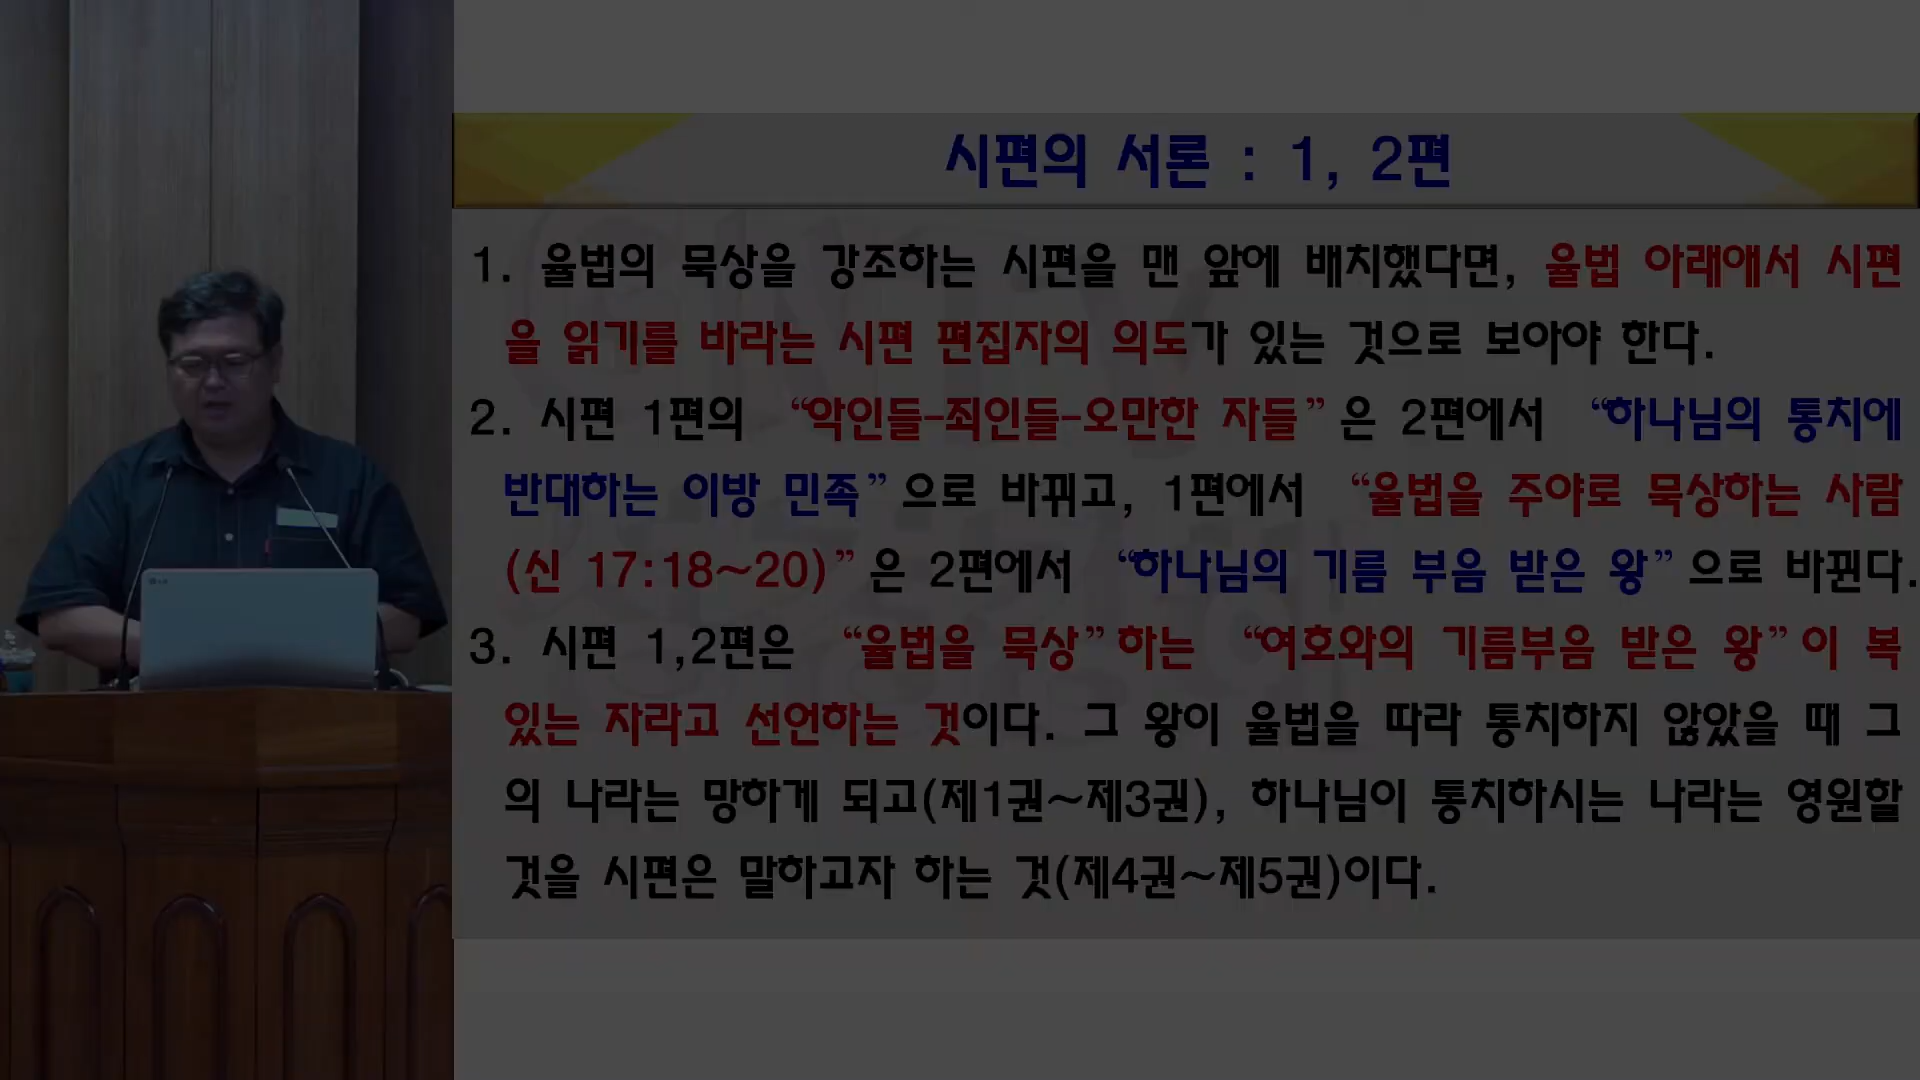 시편의 서론 : 1, 2편
1. 율법의 묵상을 강조하는 시편을 맨 앞에 배치했다면, 율법 아래애서 시편
을 읽기를 바라는 시편 편집자의 의도가 있는 것으로 보아야 한다.
2. 시편 1편의 “악인들-죄인들-오만한 자들”은 2편에서 “하나님의 통치에
반대하는 이방 민족”으로 바뀌고, 1편에서 “율법을 주야로 묵상하는 사람
(신 17:18~20)”은 2편에서 “하나님의 기름 부음 받은 왕”으로 바뀐다.
3. 시편 1,2편은 “율법을 묵상”하는 “여호와의 기름부음 받은 왕”이 복
있는 자라고 선언하는 것이다. 그 왕이 율법을 따라 통치하지 않았을 때 그
의 나라는 망하게 되고(제1권~제3권), 하나님이 통치하시는 나라는 영원할
것을 시편은 말하고자 하는 것(제4권~제5권)이다.